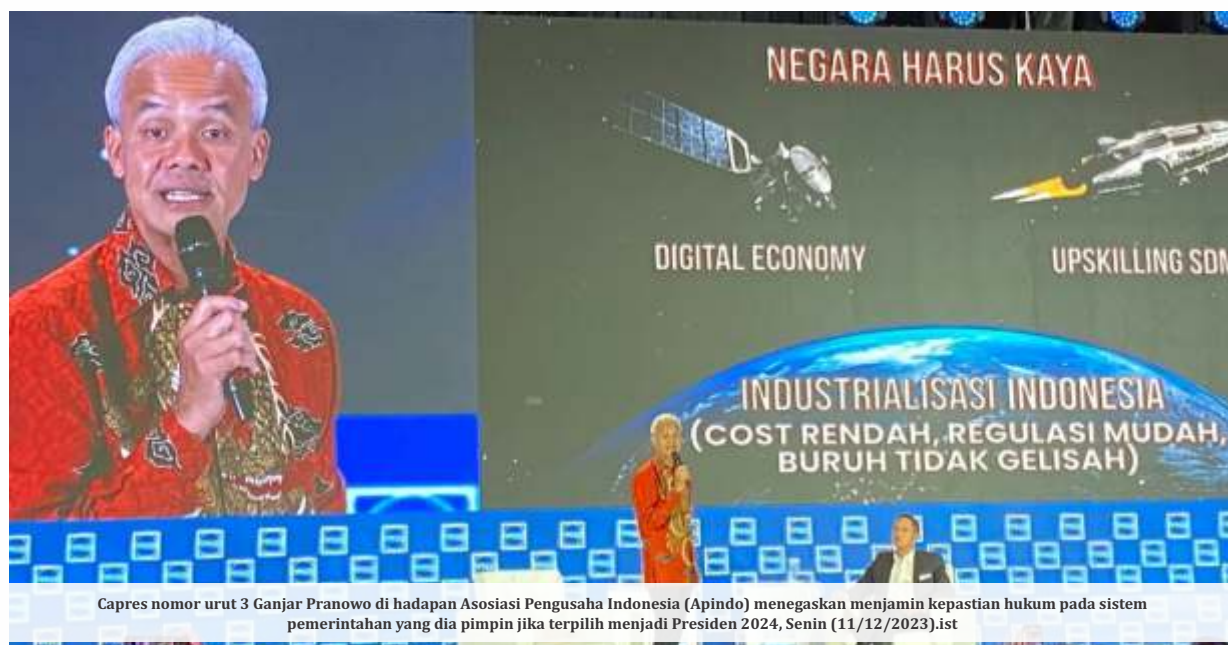 NEGARA HARUS KAYA
DIGITAL ECONOMY
UPSKILLING SDM
INDUSTRIALISASI INDONESIA
(COST RENDAH, REGULASI MUDAH,
BURUH TIDAK GELISAH)
Capres nomor urut 3 Ganjar Pranowo di hadapan Asosiasi Pengusaha Indonesia (Apindo) menegaskan menjamin kepastian hukum pada sistem
pemerintahan yang dia pimpin jika terpilih menjadi Presiden 2024, Senin (11/12/2023).ist